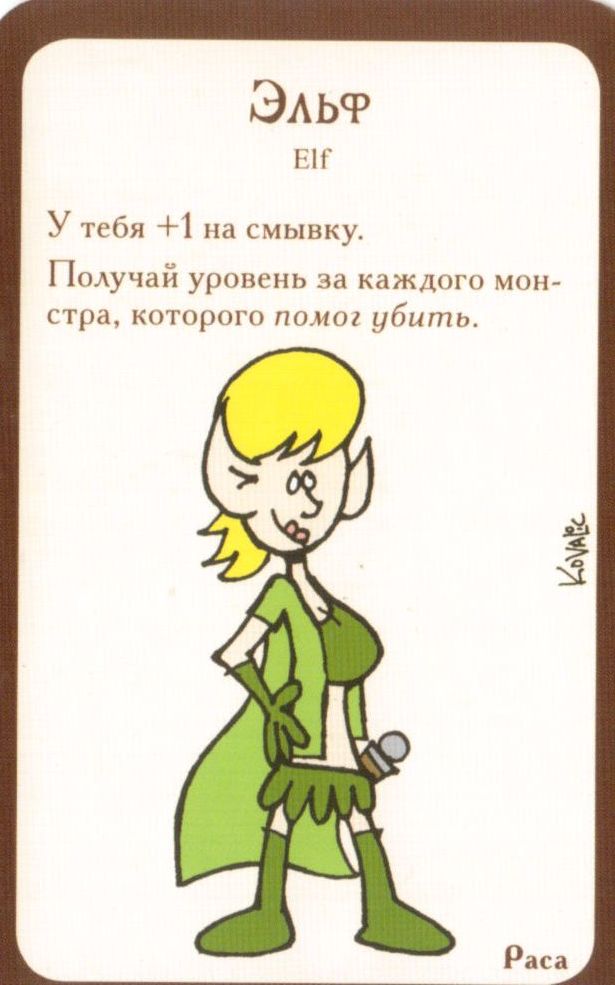 Эльф
Elf
У тебя +1 на смывку.
Получай уровень за каждого мон-
стра, которого помог убить.
KOVALIC
Раса